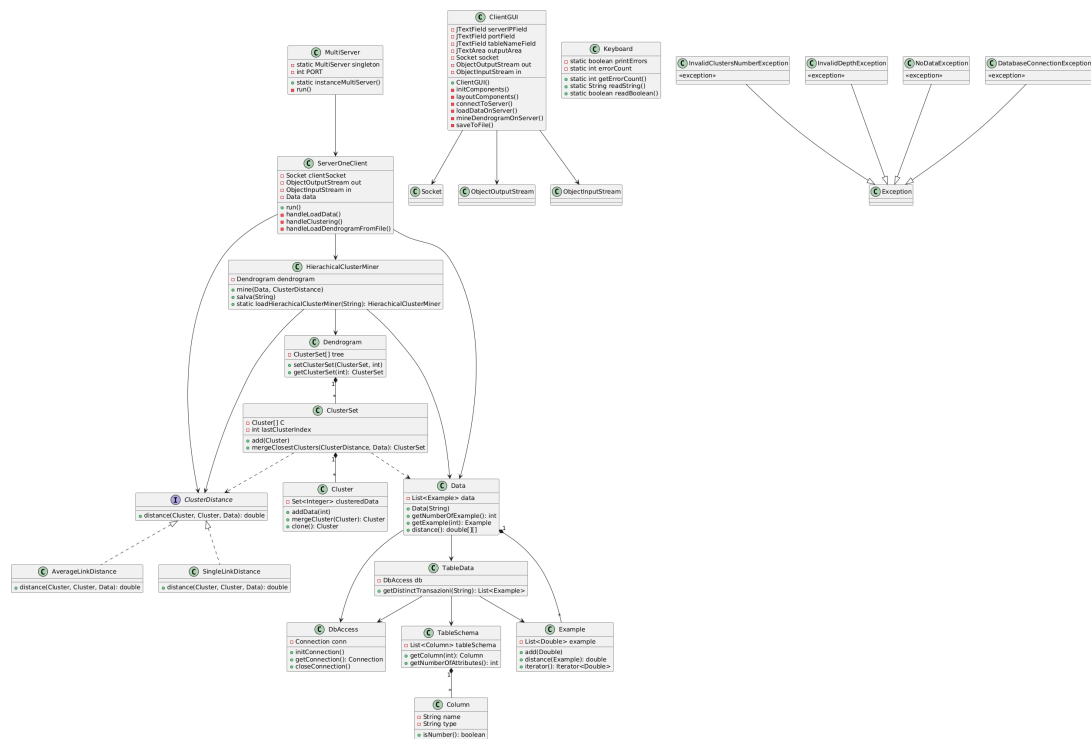 MultiServer
static MultiServer singleton
int PORT
static instanceMultiServer()
run()
ClientGUI
JTextField serverIPField
JTextField portField
JTextField tableNameField
JTextArea outputArea
Socket socket
ObjectOutputStream out
ObjectInputStream in
ClientGUI()
initComponents()
layoutComponents()
connectToServer()
loadDataOnServer()
mineDendrogramOnServer()
saveToFile()
Keyboard
static boolean printErrors
static int errorCount
static int getErrorCount()
static String readString()
static boolean readBoolean()
InvalidClustersNumberException
«exception»
InvalidDepthException
«exception»
NoDataException
«exception»
DatabaseConnectionException
«exception»
ServerOneClient
Socket clientSocket
ObjectOutputStream out
ObjectInputStream in
Data data
run()
handleLoadData()
handleClustering()
handleLoadDendrogramFromFile()
Socket
ObjectOutputStream
ObjectInputStream
Exception
HierachicalClusterMiner
Dendrogram dendrogram
mine(Data, ClusterDistance)
salva(String)
static loadHierachicalClusterMiner(String): HierachicalClusterMiner
Dendrogram
ClusterSet[] tree
setClusterSet(ClusterSet, int)
getClusterSet(int): ClusterSet
1
*
ClusterSet
Cluster[] C
int lastClusterIndex
add(Cluster)
mergeClosestClusters(ClusterDistance, Data): ClusterSet
1
*
ClusterDistance
distance(Cluster, Cluster, Data): double
Cluster
Set<Integer> clusteredData
addData(int)
mergeCluster(Cluster): Cluster
clone(): Cluster
Data
List<Example> data
Data(String)
getNumberOfExample(): int
getExample(int): Example
distance(): double[][]
1
*
AverageLinkDistance
distance(Cluster, Cluster, Data): double
SingleLinkDistance
distance(Cluster, Cluster, Data): double
TableData
DbAccess db
getDistinctTransazioni(String): List<Example>
DbAccess
Connection conn
initConnection()
getConnection(): Connection
closeConnection()
TableSchema
List<Column> tableSchema
getColumn(int): Column
getNumberOfAttributes(): int
1
*
Example
List<Double> example
add(Double)
distance(Example): double
iterator(): Iterator<Double>
Column
String name
String type
isNumber(): boolean